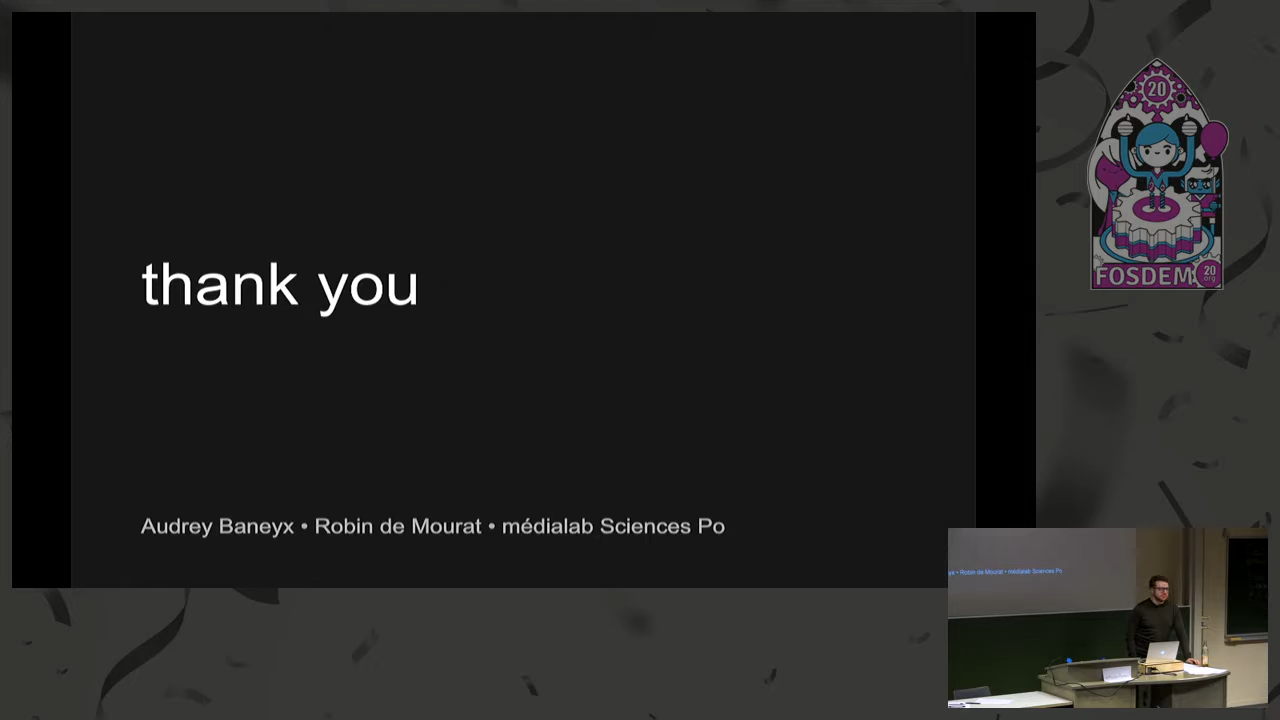 thank you
Audrey Baneyx • Robin de Mourat • médialab Sciences Po
20
FOSDEM
20
org
Robin de Mourat • médialab Sciences Po